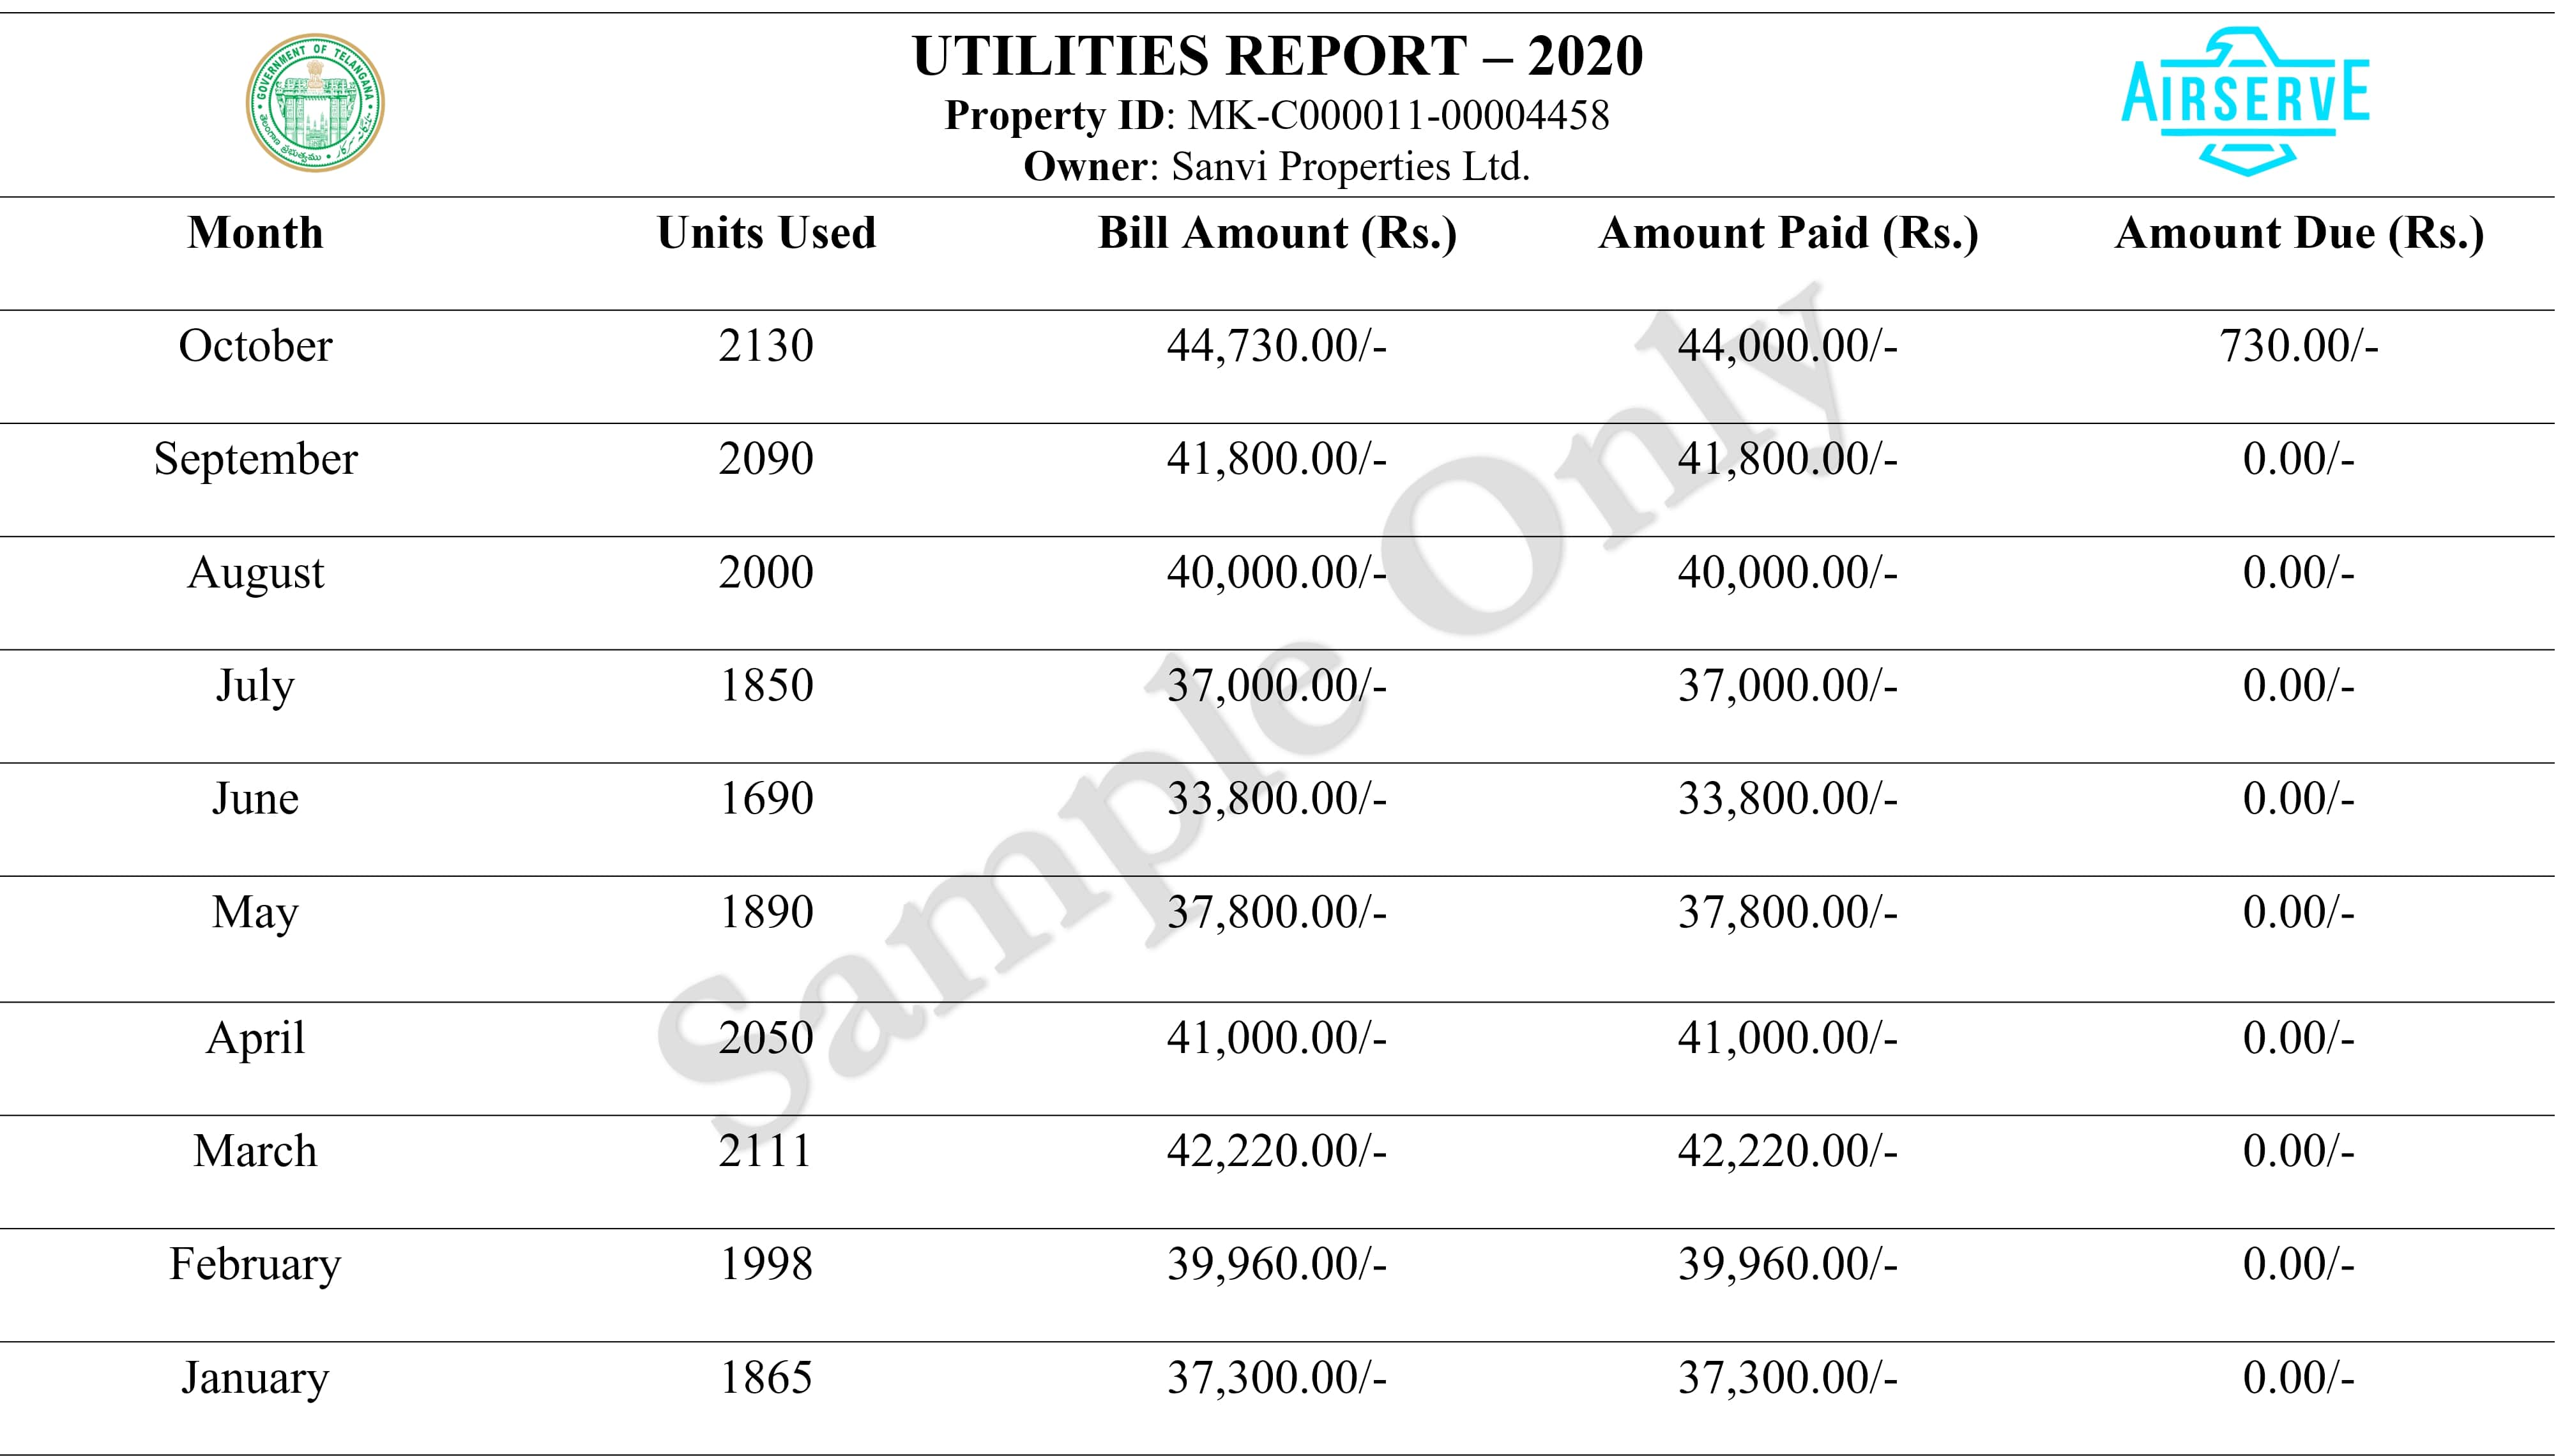 GOVERNMENT OF TELANGANA
తెలంగాణ ప్రభుత్వము
UTILITIES REPORT – 2020
Property ID: MK-C000011-00004458
Owner: Sanvi Properties Ltd.
AIRSERVE
Month Units Used Bill Amount (Rs.) Amount Paid (Rs.) Amount Due (Rs.)
October 2130 44,730.00/- 44,000.00/- 730.00/-
September 2090 41,800.00/- 41,800.00/- 0.00/-
August 2000 40,000.00/- 40,000.00/- 0.00/-
July 1850 37,000.00/- 37,000.00/- 0.00/-
June 1690 33,800.00/- 33,800.00/- 0.00/-
May 1890 37,800.00/- 37,800.00/- 0.00/-
April 2050 41,000.00/- 41,000.00/- 0.00/-
March 2111 42,220.00/- 42,220.00/- 0.00/-
February 1998 39,960.00/- 39,960.00/- 0.00/-
January 1865 37,300.00/- 37,300.00/- 0.00/-
Sample Only